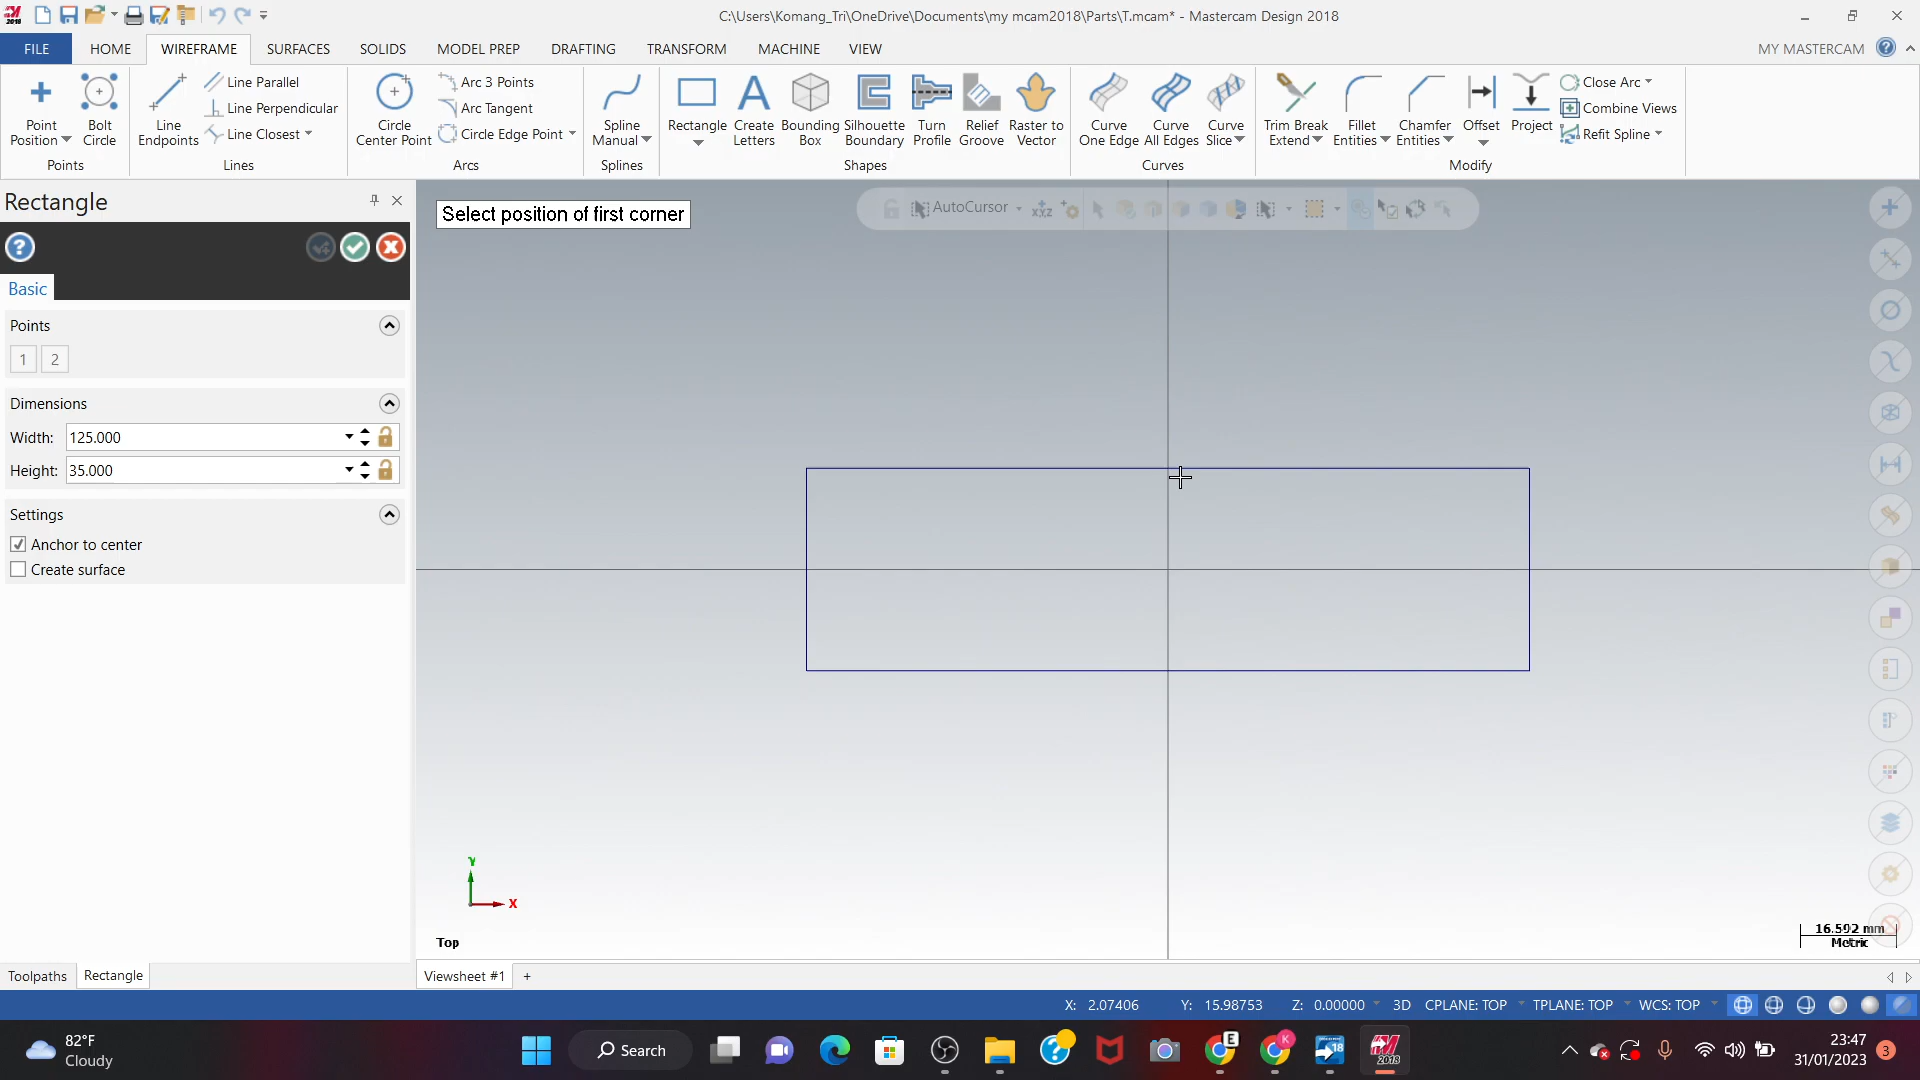 C:\Users\Komang_Tri\OneDrive\Documents\my mcam2018\Parts\T.mcam* - Mastercam Design 2018
FILE HOME WIREFRAME SURFACES SOLIDS MODEL PREP DRAFTING TRANSFORM MACHINE VIEW MY MASTERCAM
Point Position
Bolt Circle
Points
Line Endpoints
Line Parallel
Line Perpendicular
Line Closest
Lines
Circle Center Point
Arc 3 Points
Arc Tangent
Circle Edge Point
Arcs
Spline Manual
Splines
Rectangle
Create Letters
Bounding Box
Silhouette Boundary
Turn Profile
Relief Groove
Raster to Vector
Shapes
Curve One Edge
Curve All Edges
Curve Slice
Curves
Trim Break Extend
Fillet Entities
Chamfer Entities
Offset
Project
Close Arc
Combine Views
Refit Spline
Modify
Rectangle
Basic
Points
1 2
Dimensions
Width: 125.000
Height: 35.000
Settings
Anchor to center
Create surface
Select position of first corner
AutoCursor
Y
X
Top
16.592 mm
Metric
Toolpaths Rectangle
Viewsheet #1 +
X: 2.07406 Y: 15.98753 Z: 0.00000 3D CPLANE: TOP TPLANE: TOP WCS: TOP
82°F
Cloudy
Search
E
K
18
2018
23:47
31/01/2023
3